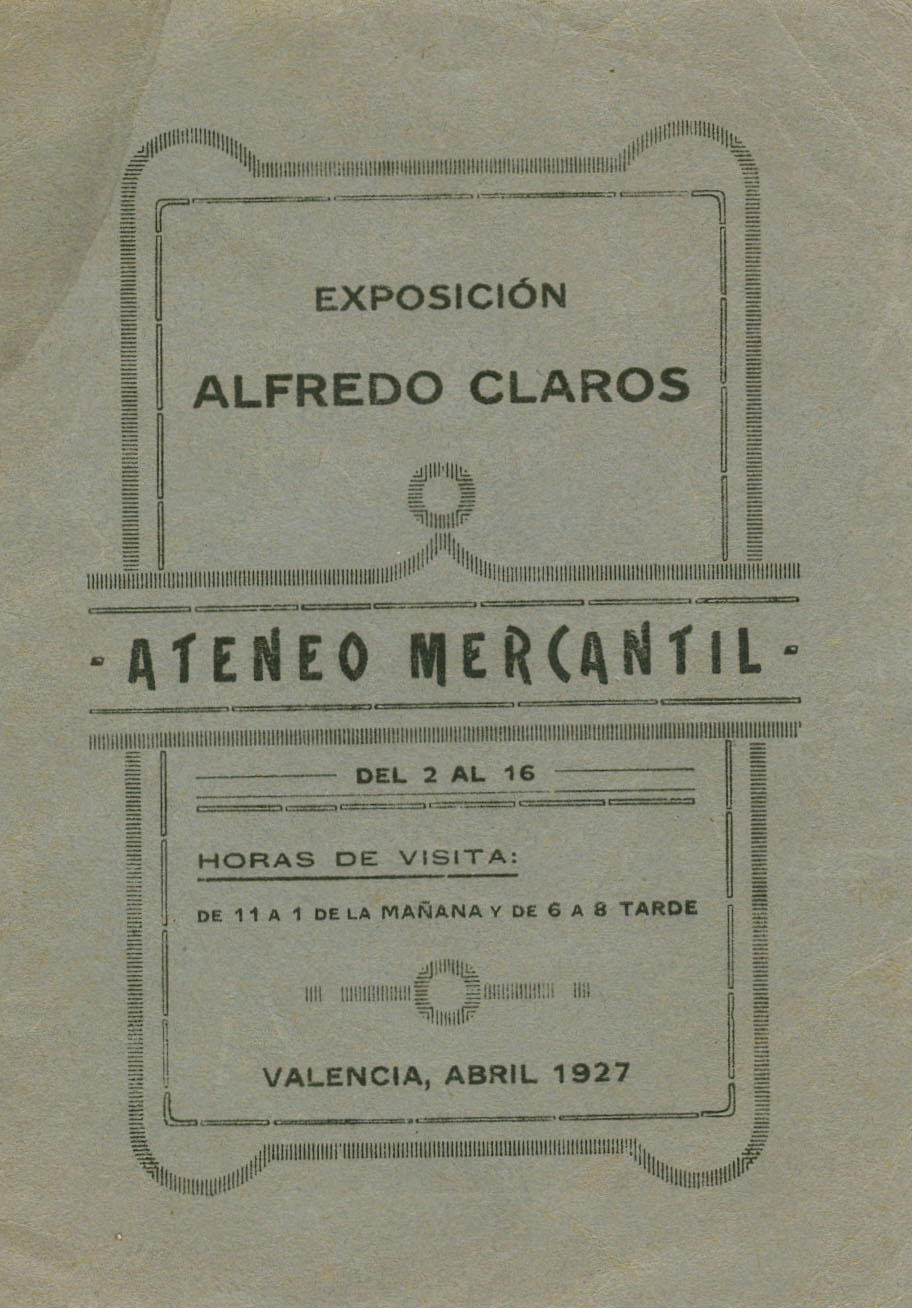 EXPOSICIÓN
ALFREDO CLAROS
- ATENEO MERCANTIL -
DEL 2 AL 16
HORAS DE VISITA:
DE 11 A 1 DE LA MAÑANA Y DE 6 A 8 TARDE
VALENCIA, ABRIL 1927